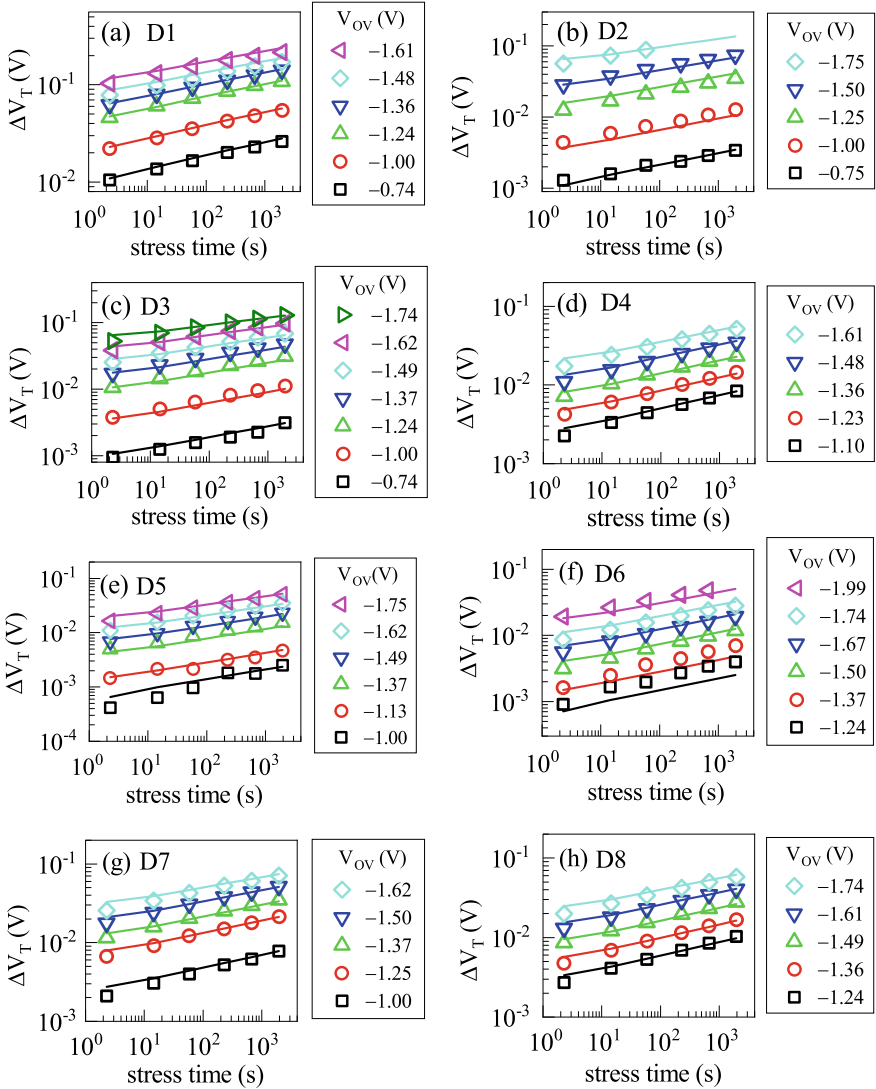 (a) D1
ΔV_T (V)
10^-1
10^-2
10^0 10^1 10^2 10^3
stress time (s)
V_OV (V)
−1.61
−1.48
−1.36
−1.24
−1.00
−0.74
(b) D2
ΔV_T (V)
10^-1
10^-2
10^-3
10^0 10^1 10^2 10^3
stress time (s)
V_OV (V)
−1.75
−1.50
−1.25
−1.00
−0.75
(c) D3
ΔV_T (V)
10^-1
10^-2
10^-3
10^0 10^1 10^2 10^3
stress time (s)
V_OV (V)
−1.74
−1.62
−1.49
−1.37
−1.24
−1.00
−0.74
(d) D4
ΔV_T (V)
10^-1
10^-2
10^-3
10^0 10^1 10^2 10^3
stress time (s)
V_OV (V)
−1.61
−1.48
−1.36
−1.23
−1.10
(e) D5
ΔV_T (V)
10^-1
10^-2
10^-3
10^-4
10^0 10^1 10^2 10^3
stress time (s)
V_OV(V)
−1.75
−1.62
−1.49
−1.37
−1.13
−1.00
(f) D6
ΔV_T (V)
10^-1
10^-2
10^-3
10^0 10^1 10^2 10^3
stress time (s)
V_OV (V)
−1.99
−1.74
−1.67
−1.50
−1.37
−1.24
(g) D7
ΔV_T (V)
10^-1
10^-2
10^-3
10^0 10^1 10^2 10^3
stress time (s)
V_OV (V)
−1.62
−1.50
−1.37
−1.25
−1.00
(h) D8
ΔV_T (V)
10^-1
10^-2
10^-3
10^0 10^1 10^2 10^3
stress time (s)
V_OV (V)
−1.74
−1.61
−1.49
−1.36
−1.24